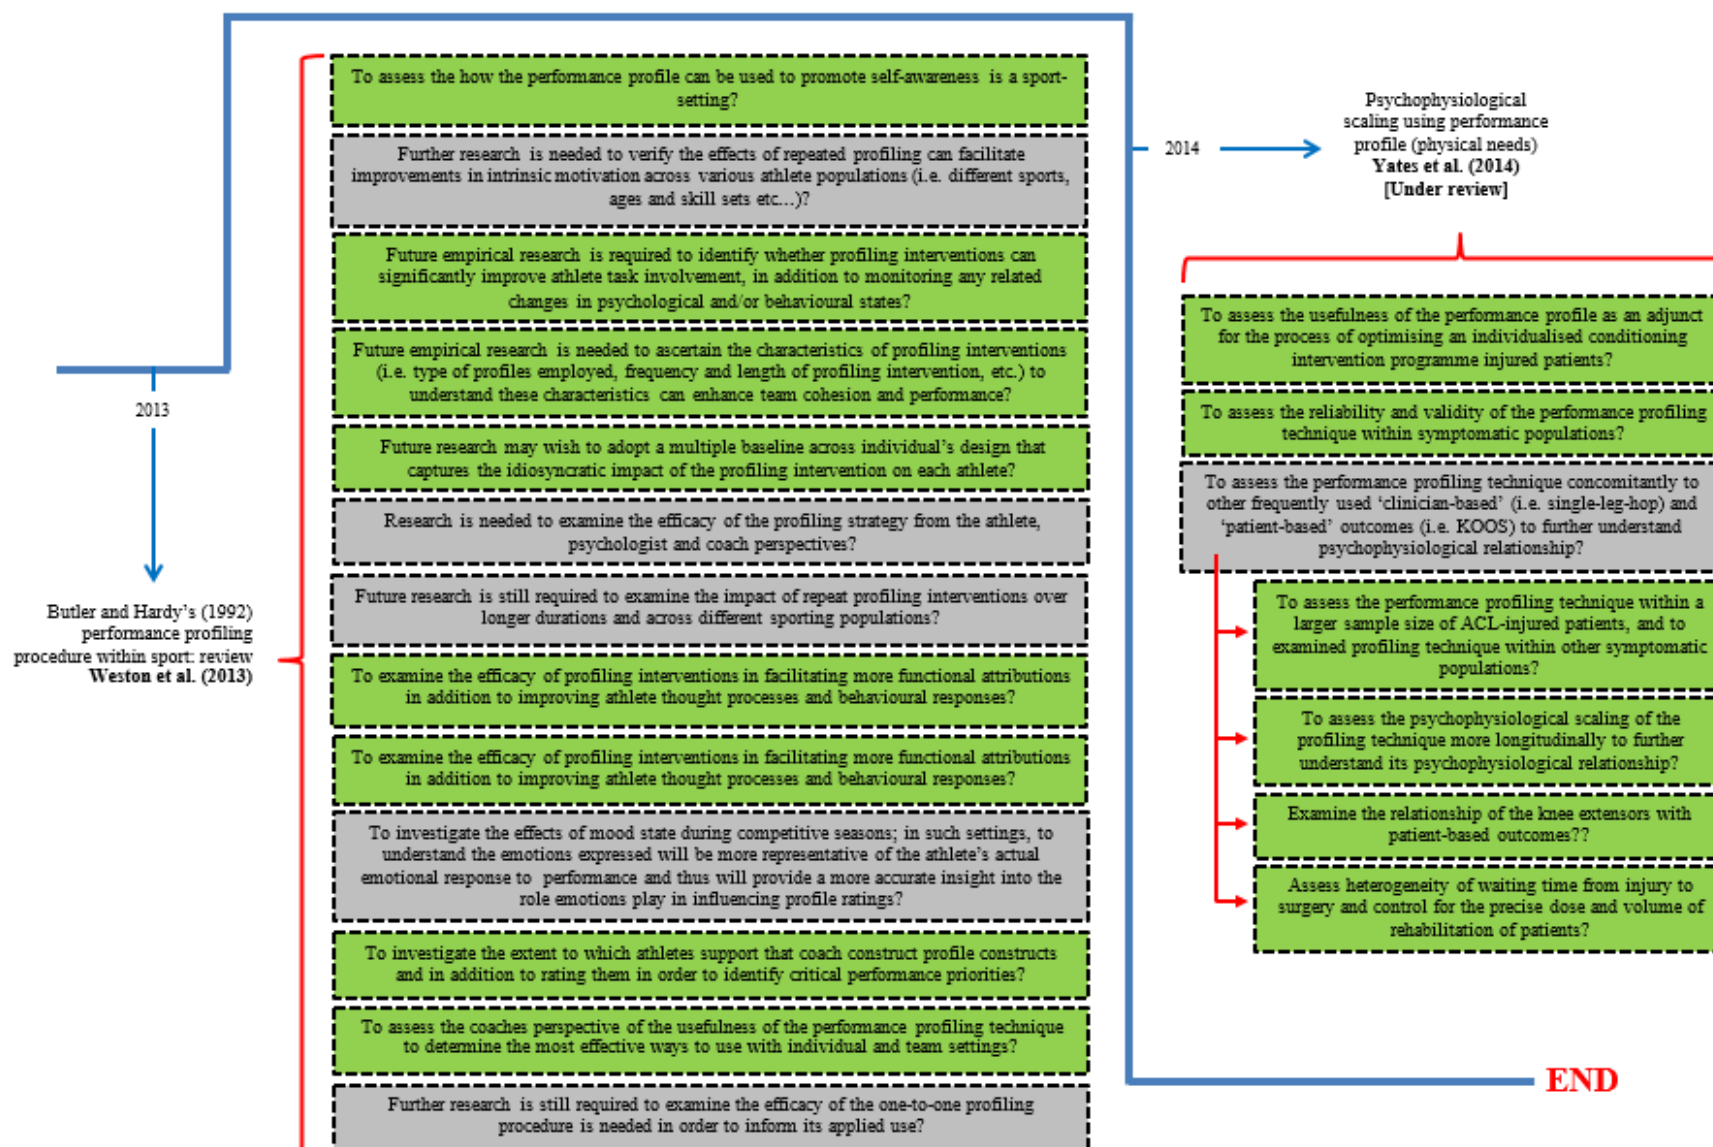 2013
Butler and Hardy’s (1992)
performance profiling
procedure within sport: review
Weston et al. (2013)
To assess the how the performance profile can be used to promote self-awareness is a sport-
setting?
Further research is needed to verify the effects of repeated profiling can facilitate
improvements in intrinsic motivation across various athlete populations (i.e. different sports,
ages and skill sets etc…)?
Future empirical research is required to identify whether profiling interventions can
significantly improve athlete task involvement, in addition to monitoring any related
changes in psychological and/or behavioural states?
Future empirical research is needed to ascertain the characteristics of profiling interventions
(i.e. type of profiles employed, frequency and length of profiling intervention, etc.) to
understand these characteristics can enhance team cohesion and performance?
Future research may wish to adopt a multiple baseline across individual’s design that
captures the idiosyncratic impact of the profiling intervention on each athlete?
Research is needed to examine the efficacy of the profiling strategy from the athlete,
psychologist and coach perspectives?
Future research is still required to examine the impact of repeat profiling interventions over
longer durations and across different sporting populations?
To examine the efficacy of profiling interventions in facilitating more functional attributions
in addition to improving athlete thought processes and behavioural responses?
To examine the efficacy of profiling interventions in facilitating more functional attributions
in addition to improving athlete thought processes and behavioural responses?
To investigate the effects of mood state during competitive seasons; in such settings, to
understand the emotions expressed will be more representative of the athlete’s actual
emotional response to performance and thus will provide a more accurate insight into the
role emotions play in influencing profile ratings?
To investigate the extent to which athletes support that coach construct profile constructs
and in addition to rating them in order to identify critical performance priorities?
To assess the coaches perspective of the usefulness of the performance profiling technique
to determine the most effective ways to use with individual and team settings?
Further research is still required to examine the efficacy of the one-to-one profiling
procedure is needed in order to inform its applied use?
2014
Psychophysiological
scaling using performance
profile (physical needs)
Yates et al. (2014)
[Under review]
To assess the usefulness of the performance profile as an adjunct
for the process of optimising an individualised conditioning
intervention programme injured patients?
To assess the reliability and validity of the performance profiling
technique within symptomatic populations?
To assess the performance profiling technique concomitantly to
other frequently used ‘clinician-based’ (i.e. single-leg-hop) and
‘patient-based’ outcomes (i.e. KOOS) to further understand
psychophysiological relationship?
To assess the performance profiling technique within a
larger sample size of ACL-injured patients, and to
examined profiling technique within other symptomatic
populations?
To assess the psychophysiological scaling of the
profiling technique more longitudinally to further
understand its psychophysiological relationship?
Examine the relationship of the knee extensors with
patient-based outcomes??
Assess heterogeneity of waiting time from injury to
surgery and control for the precise dose and volume of
rehabilitation of patients?
END